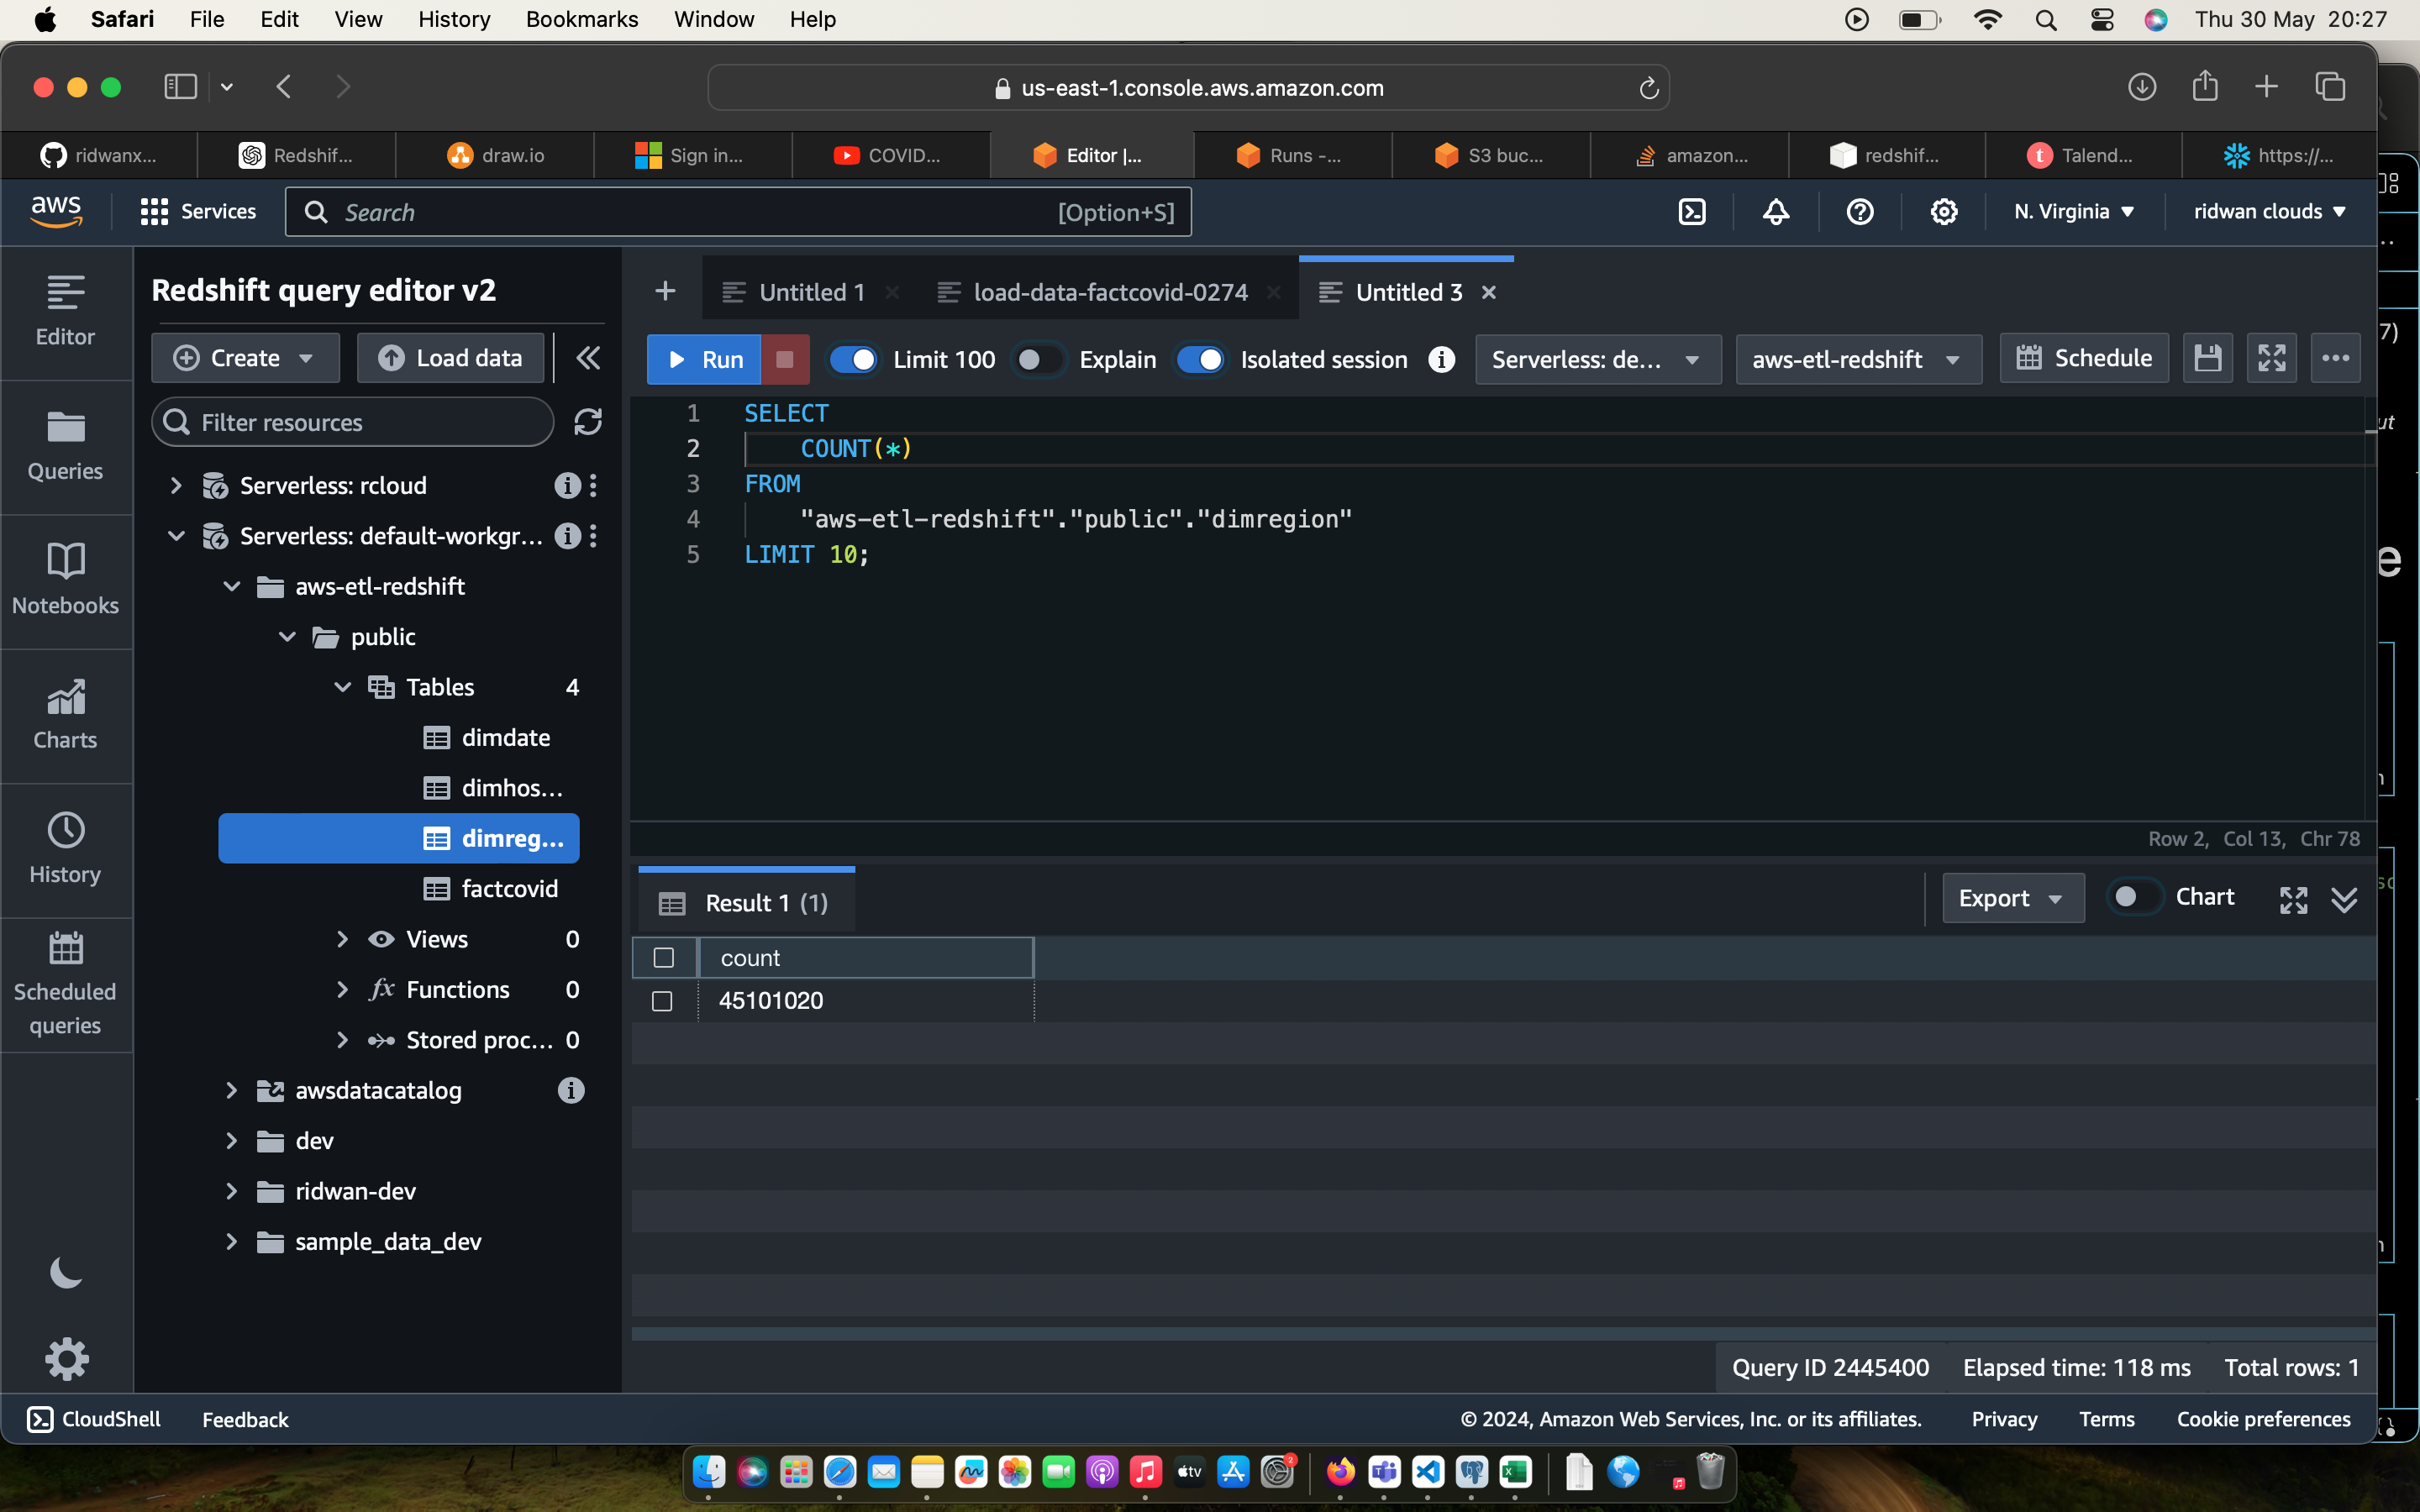 Safari File Edit View History Bookmarks Window Help Thu 30 May 20:27
us-east-1.console.aws.amazon.com
ridwanx... Redshif... draw.io Sign in... COVID... Editor |... Runs -... S3 buc... amazon... redshif... Talend... https://...
aws Services Search [Option+S] N. Virginia ridwan clouds
Editor
Queries
Notebooks
Charts
History
Scheduled
queries
Redshift query editor v2
Create Load data
Filter resources
Serverless: rcloud
Serverless: default-workgr...
aws-etl-redshift
public
Tables 4
dimdate
dimhos...
dimreg...
factcovid
Views 0
fx Functions 0
Stored proc... 0
awsdatacatalog
dev
ridwan-dev
sample_data_dev
Untitled 1 load-data-factcovid-0274 Untitled 3
Run Limit 100 Explain Isolated session Serverless: de... aws-etl-redshift Schedule
1 SELECT
2 COUNT(*)
3 FROM
4 "aws-etl-redshift"."public"."dimregion"
5 LIMIT 10;
Row 2, Col 13, Chr 78
Result 1 (1) Export Chart
count
45101020
Query ID 2445400 Elapsed time: 118 ms Total rows: 1
CloudShell Feedback © 2024, Amazon Web Services, Inc. or its affiliates. Privacy Terms Cookie preferences
7)
ut
e
tv
2